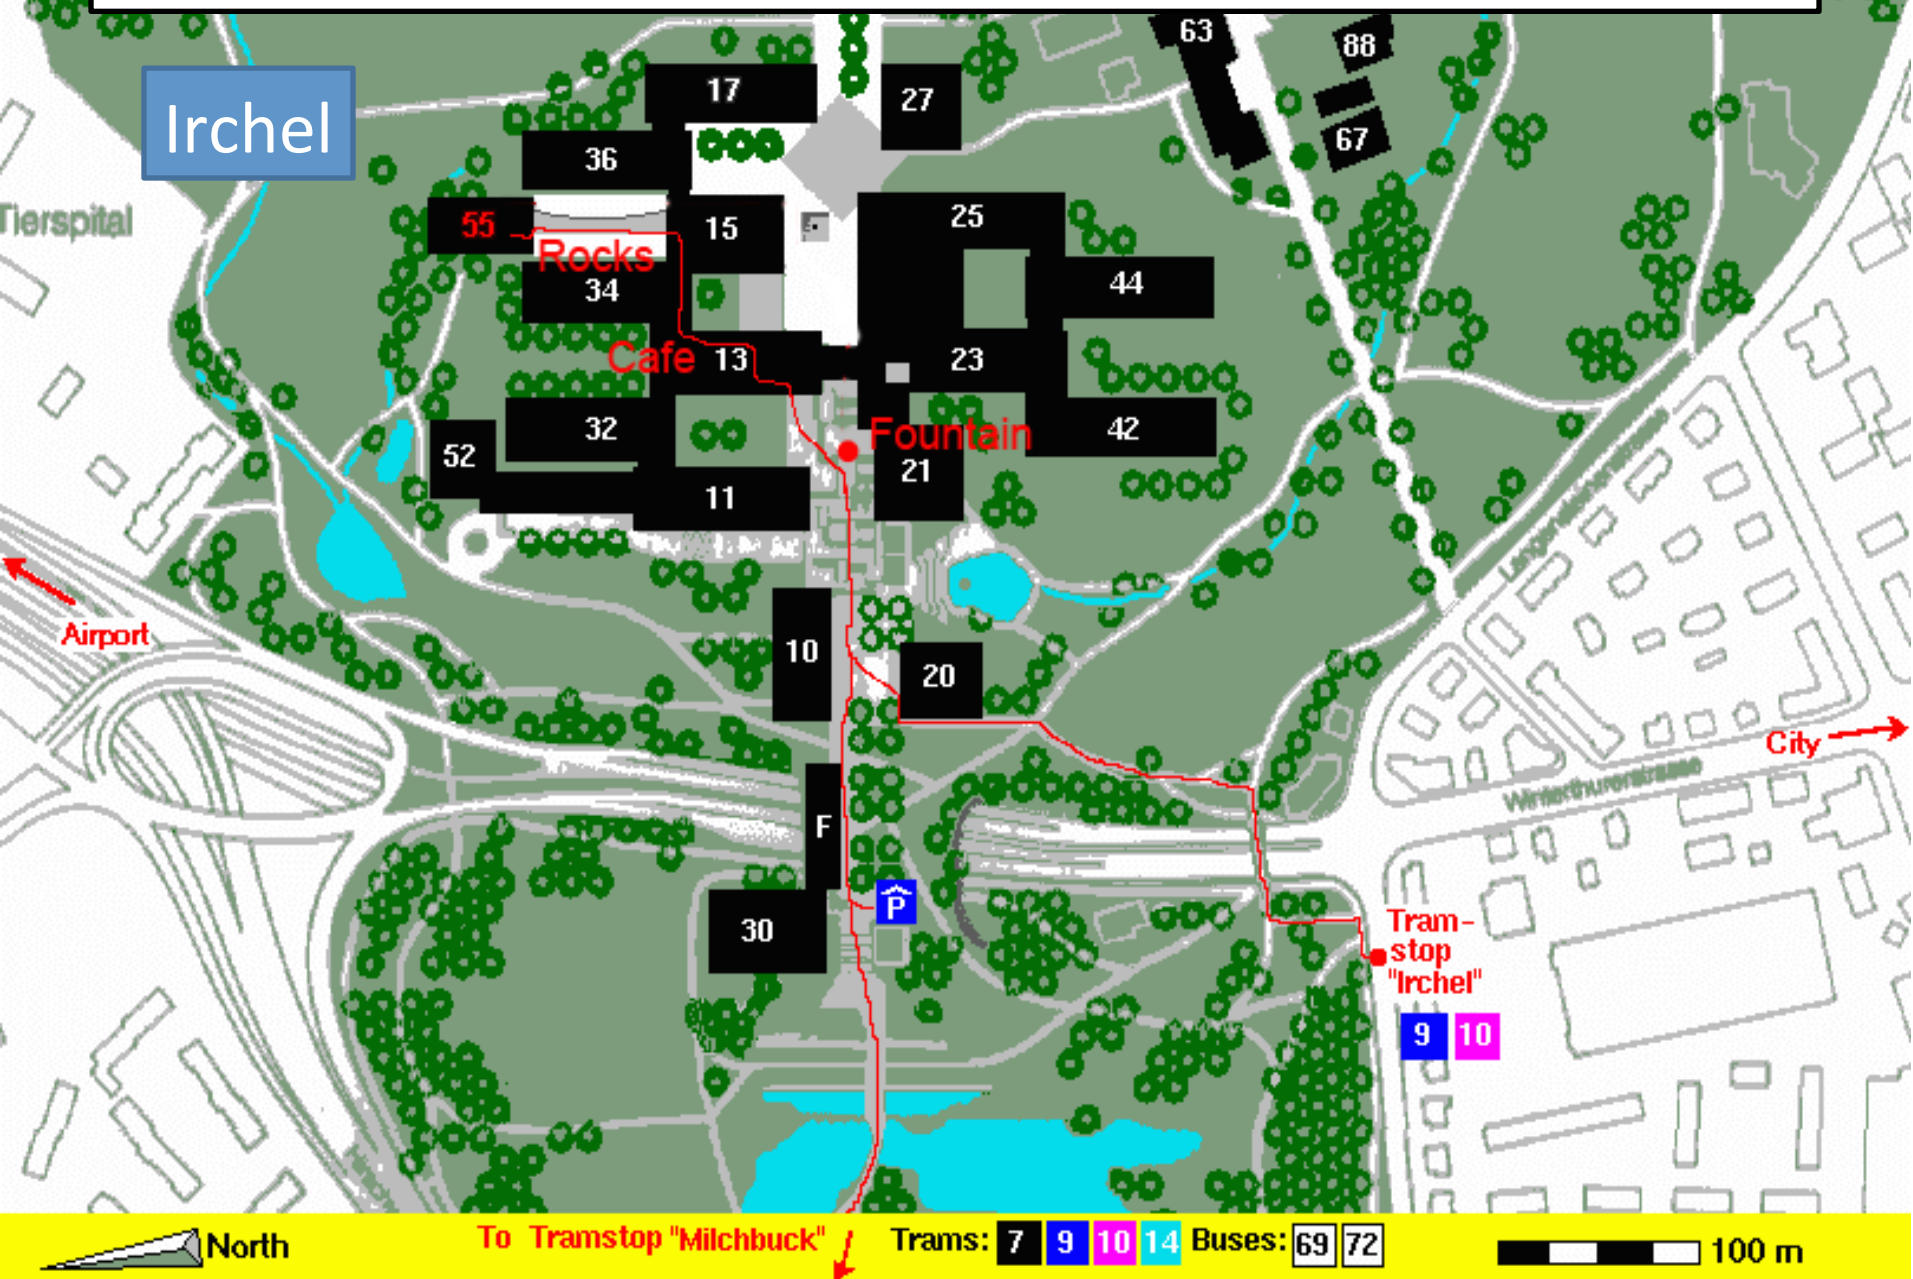 63
88
17
27
Irchel
67
36
55
15
25
Tierspital
Rocks
34
44
Cafe
13
23
32
Fountain
42
52
21
11
Airport
10
20
City
Winterthurerstrasse
F
P
30
Tram-
stop
"Irchel"
9 10
North
To Tramstop "Milchbuck"
Trams: 7 9 10 14 Buses: 69 72
100 m